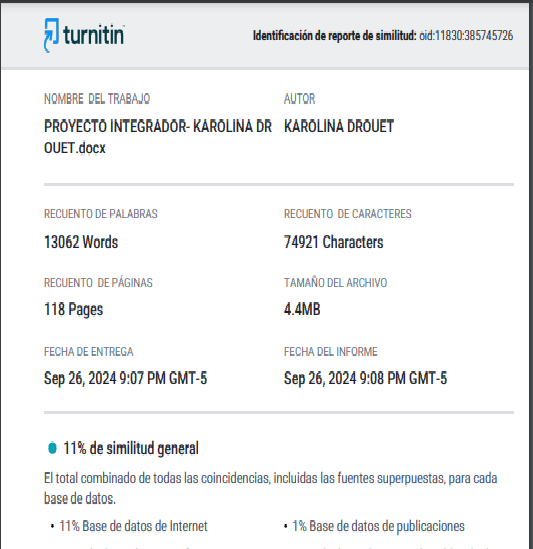 turnitin
Identificación de reporte de similitud: oid:11830:385745726
NOMBRE DEL TRABAJO
AUTOR
PROYECTO INTEGRADOR- KAROLINA DR
OUET.docx
KAROLINA DROUET
RECUENTO DE PALABRAS
RECUENTO DE CARACTERES
13062 Words
74921 Characters
RECUENTO DE PÁGINAS
TAMAÑO DEL ARCHIVO
118 Pages
4.4MB
FECHA DE ENTREGA
FECHA DEL INFORME
Sep 26, 2024 9:07 PM GMT-5
Sep 26, 2024 9:08 PM GMT-5
11% de similitud general
El total combinado de todas las coincidencias, incluidas las fuentes superpuestas, para cada
base de datos.
• 11% Base de datos de Internet
• 1% Base de datos de publicaciones